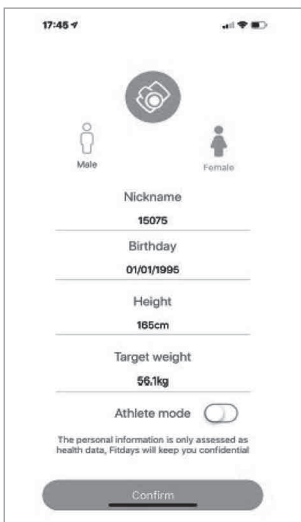 17:45
Male
Female
Nickname
15075
Birthday
01/01/1995
Height
165cm
Target weight
56.1kg
Athlete mode
The personal information is only assessed as
health data, Fitdays will keep you confidential
Confirm